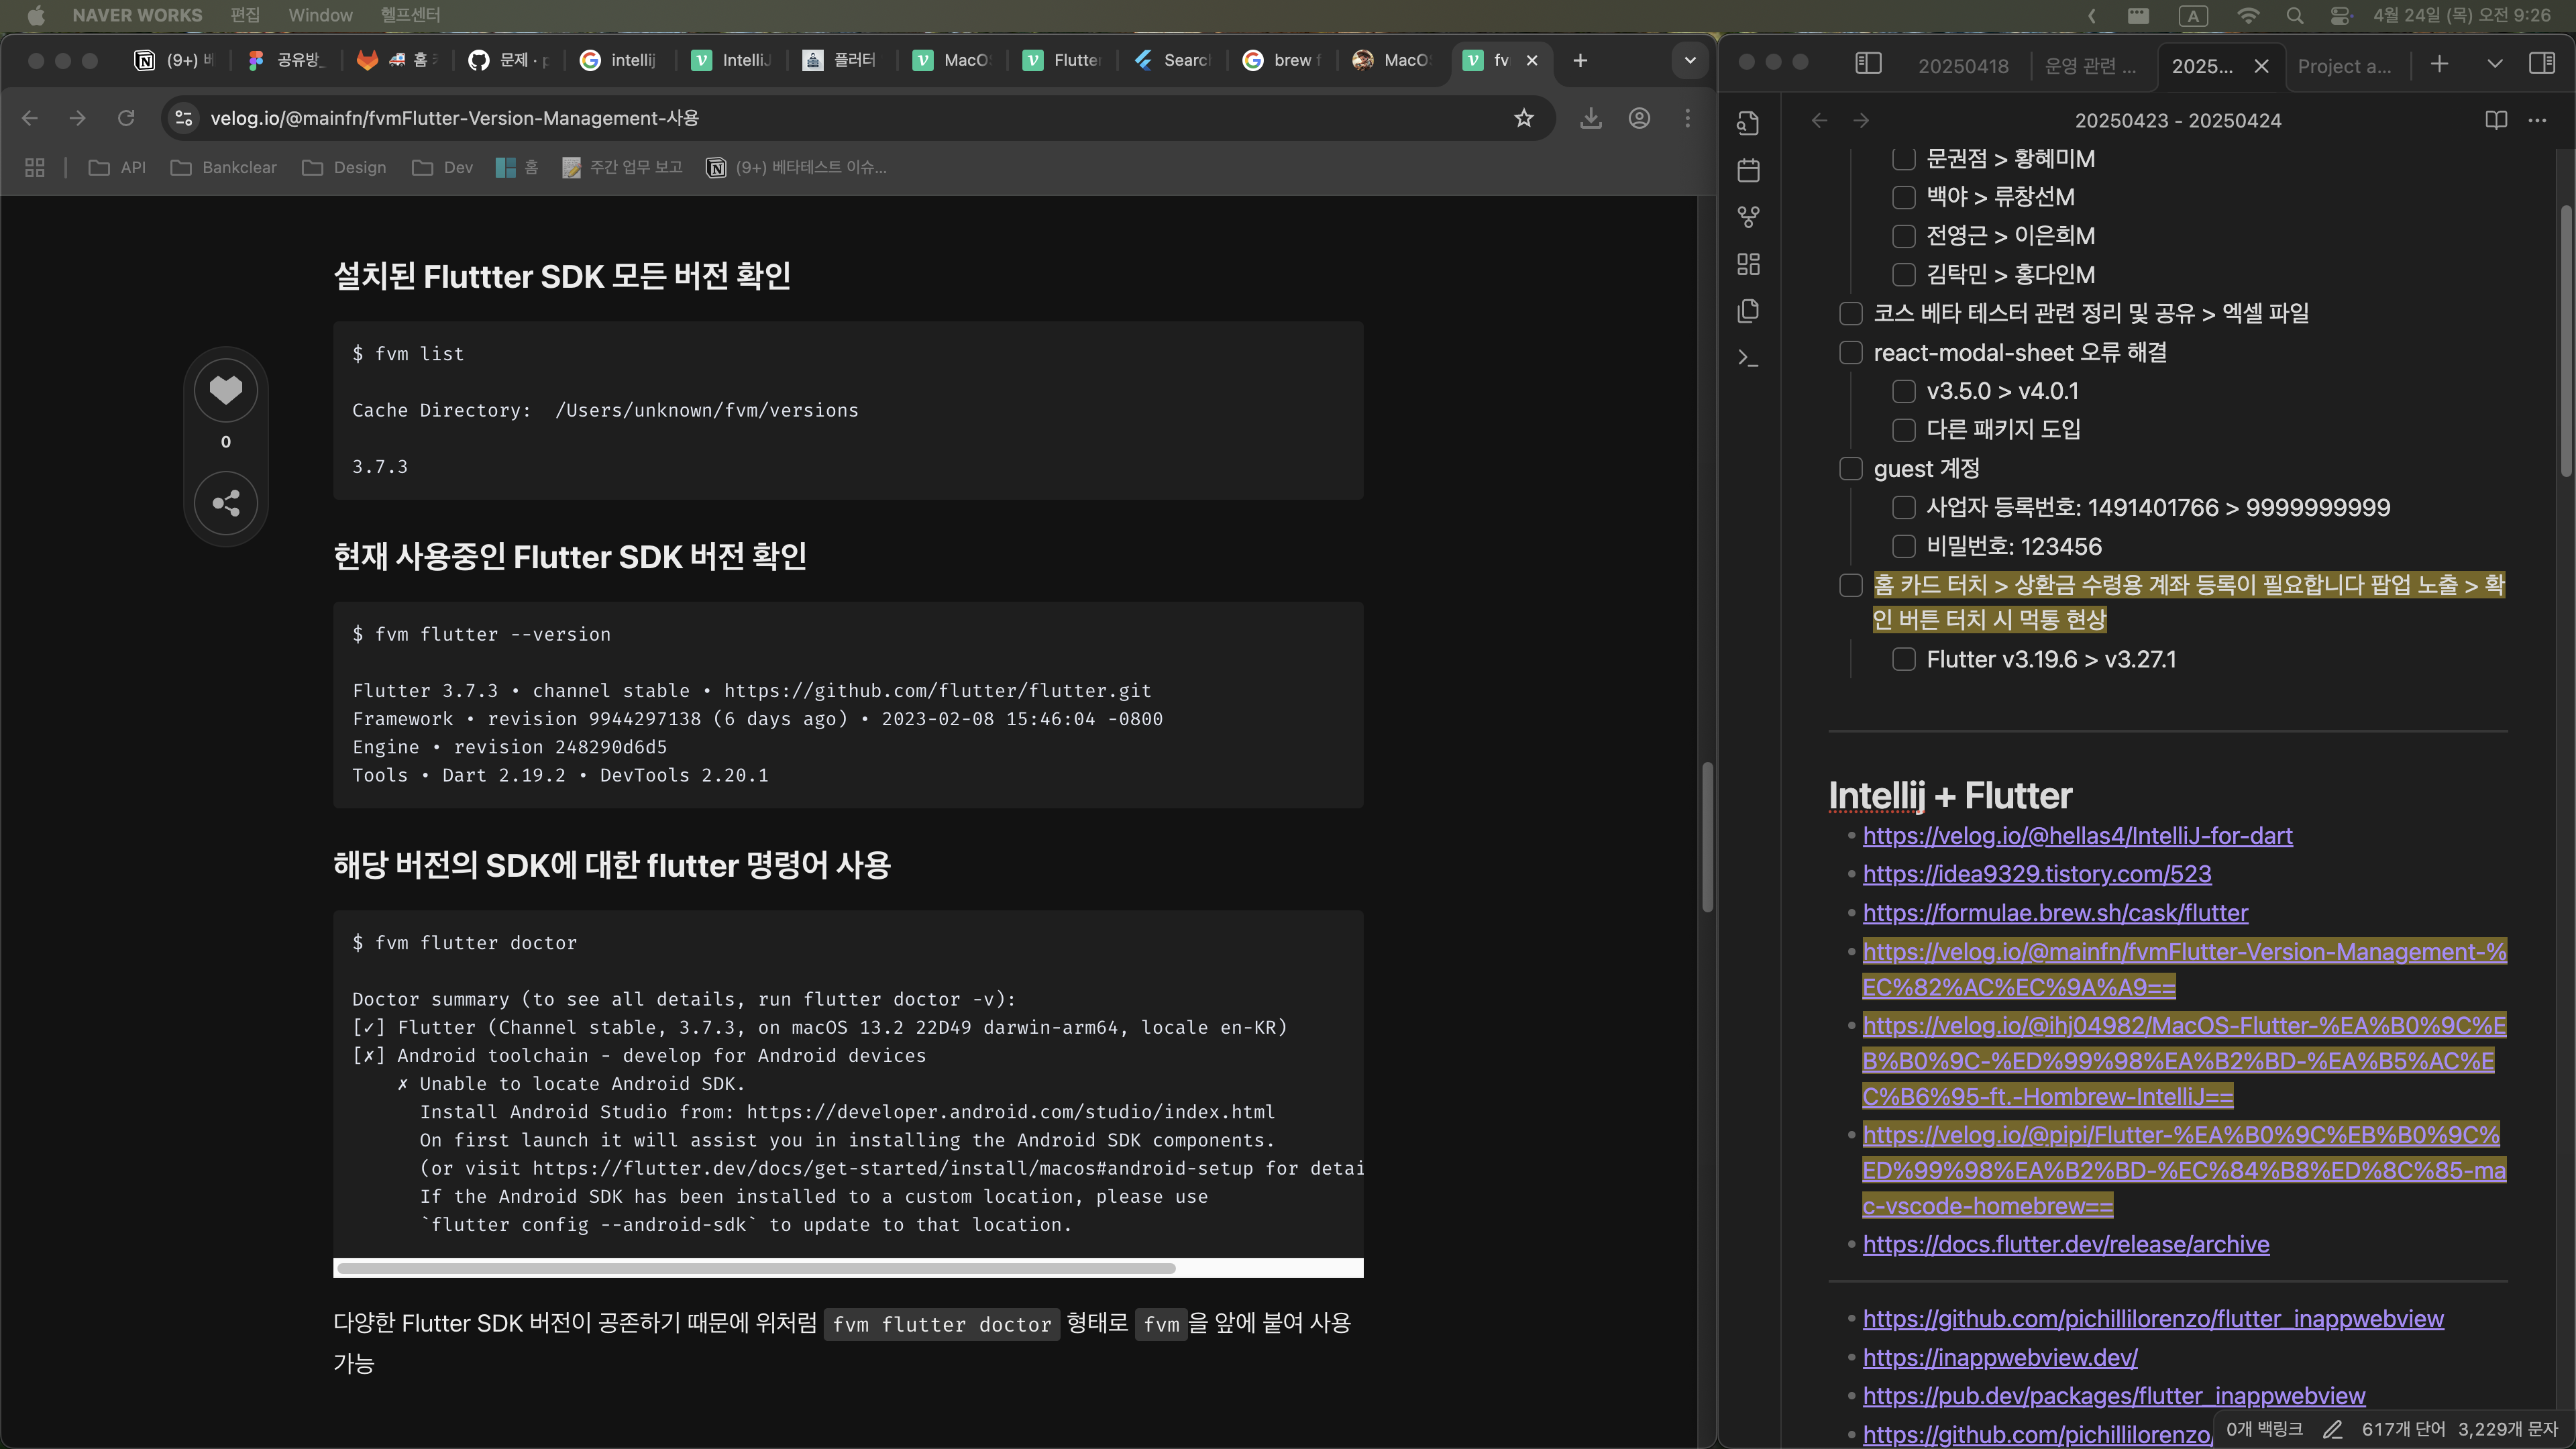 NAVER WORKS 편집 Window 헬프센터
A 4월 24일 (목) 오전 9:26
(9+) 공유방_ 홈 문제 · intellij IntelliJ 플러터 MacO Flutter Searc brew f MacO fv
velog.io/@mainfn/fvmFlutter-Version-Management-사용
API Bankclear Design Dev 홈 주간 업무 보고 (9+) 베타테스트 이슈...
설치된 Fluttter SDK 모든 버전 확인
$ fvm list
Cache Directory:  /Users/unknown/fvm/versions
3.7.3
0
현재 사용중인 Flutter SDK 버전 확인
$ fvm flutter --version
Flutter 3.7.3 • channel stable • https://github.com/flutter/flutter.git
Framework • revision 9944297138 (6 days ago) • 2023-02-08 15:46:04 -0800
Engine • revision 248290d6d5
Tools • Dart 2.19.2 • DevTools 2.20.1
해당 버전의 SDK에 대한 flutter 명령어 사용
$ fvm flutter doctor
Doctor summary (to see all details, run flutter doctor -v):
[✓] Flutter (Channel stable, 3.7.3, on macOS 13.2 22D49 darwin-arm64, locale en-KR)
[✗] Android toolchain - develop for Android devices
✗ Unable to locate Android SDK.
Install Android Studio from: https://developer.android.com/studio/index.html
On first launch it will assist you in installing the Android SDK components.
(or visit https://flutter.dev/docs/get-started/install/macos#android-setup for detai
If the Android SDK has been installed to a custom location, please use
`flutter config --android-sdk` to update to that location.
다양한 Flutter SDK 버전이 공존하기 때문에 위처럼 fvm flutter doctor 형태로 fvm을 앞에 붙여 사용
가능
20250418 운영 관련 ... 2025... Project a...
20250423 - 20250424
문권점 > 황혜미M
백야 > 류창선M
전영근 > 이은희M
김탁민 > 홍다인M
코스 베타 테스터 관련 정리 및 공유 > 엑셀 파일
react-modal-sheet 오류 해결
v3.5.0 > v4.0.1
다른 패키지 도입
guest 계정
사업자 등록번호: 1491401766 > 9999999999
비밀번호: 123456
홈 카드 터치 > 상환금 수령용 계좌 등록이 필요합니다 팝업 노출 > 확
인 버튼 터치 시 먹통 현상
Flutter v3.19.6 > v3.27.1
Intellij + Flutter
https://velog.io/@hellas4/IntelliJ-for-dart
https://idea9329.tistory.com/523
https://formulae.brew.sh/cask/flutter
https://velog.io/@mainfn/fvmFlutter-Version-Management-%
EC%82%AC%EC%9A%A9==
https://velog.io/@ihj04982/MacOS-Flutter-%EA%B0%9C%E
B%B0%9C-%ED%99%98%EA%B2%BD-%EA%B5%AC%E
C%B6%95-ft.-Hombrew-IntelliJ==
https://velog.io/@pipi/Flutter-%EA%B0%9C%EB%B0%9C%
ED%99%98%EA%B2%BD-%EC%84%B8%ED%8C%85-ma
c-vscode-homebrew==
https://docs.flutter.dev/release/archive
https://github.com/pichillilorenzo/flutter_inappwebview
https://inappwebview.dev/
https://pub.dev/packages/flutter_inappwebview
https://github.com/pichillilorenzo/
0개 백링크 617개 단어 3,229개 문자